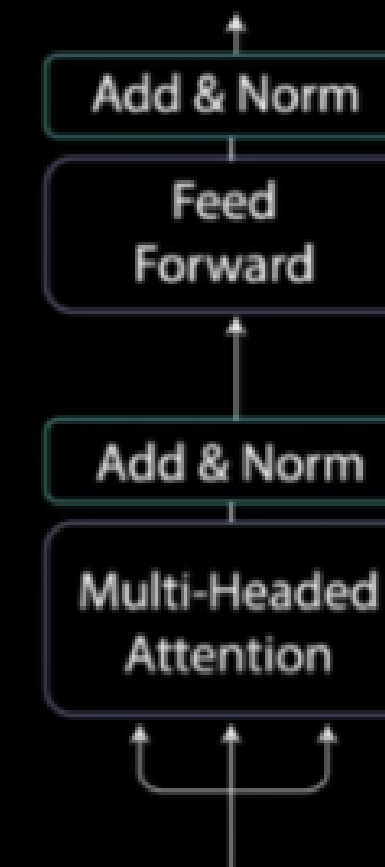 Add & Norm
Feed
Forward
Add & Norm
Multi-Headed
Attention